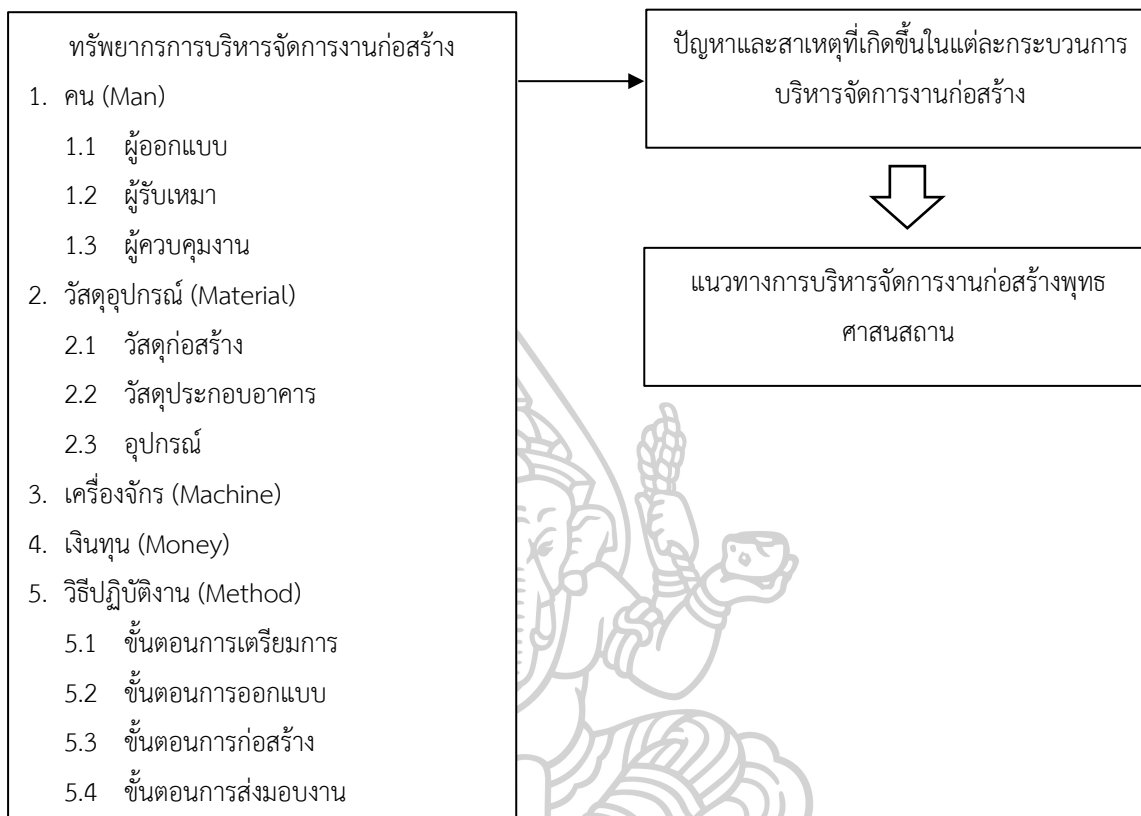 ทรัพยากรการบริหารจัดการงานก่อสร้าง
1. คน (Man)
1.1 ผู้ออกแบบ
1.2 ผู้รับเหมา
1.3 ผู้ควบคุมงาน
2. วัสดุอุปกรณ์ (Material)
2.1 วัสดุก่อสร้าง
2.2 วัสดุประกอบอาคาร
2.3 อุปกรณ์
3. เครื่องจักร (Machine)
4. เงินทุน (Money)
5. วิธีปฏิบัติงาน (Method)
5.1 ขั้นตอนการเตรียมการ
5.2 ขั้นตอนการออกแบบ
5.3 ขั้นตอนการก่อสร้าง
5.4 ขั้นตอนการส่งมอบงาน
ปัญหาและสาเหตุที่เกิดขึ้นในแต่ละกระบวนการ
บริหารจัดการงานก่อสร้าง
แนวทางการบริหารจัดการงานก่อสร้างพุทธ
ศาสนสถาน